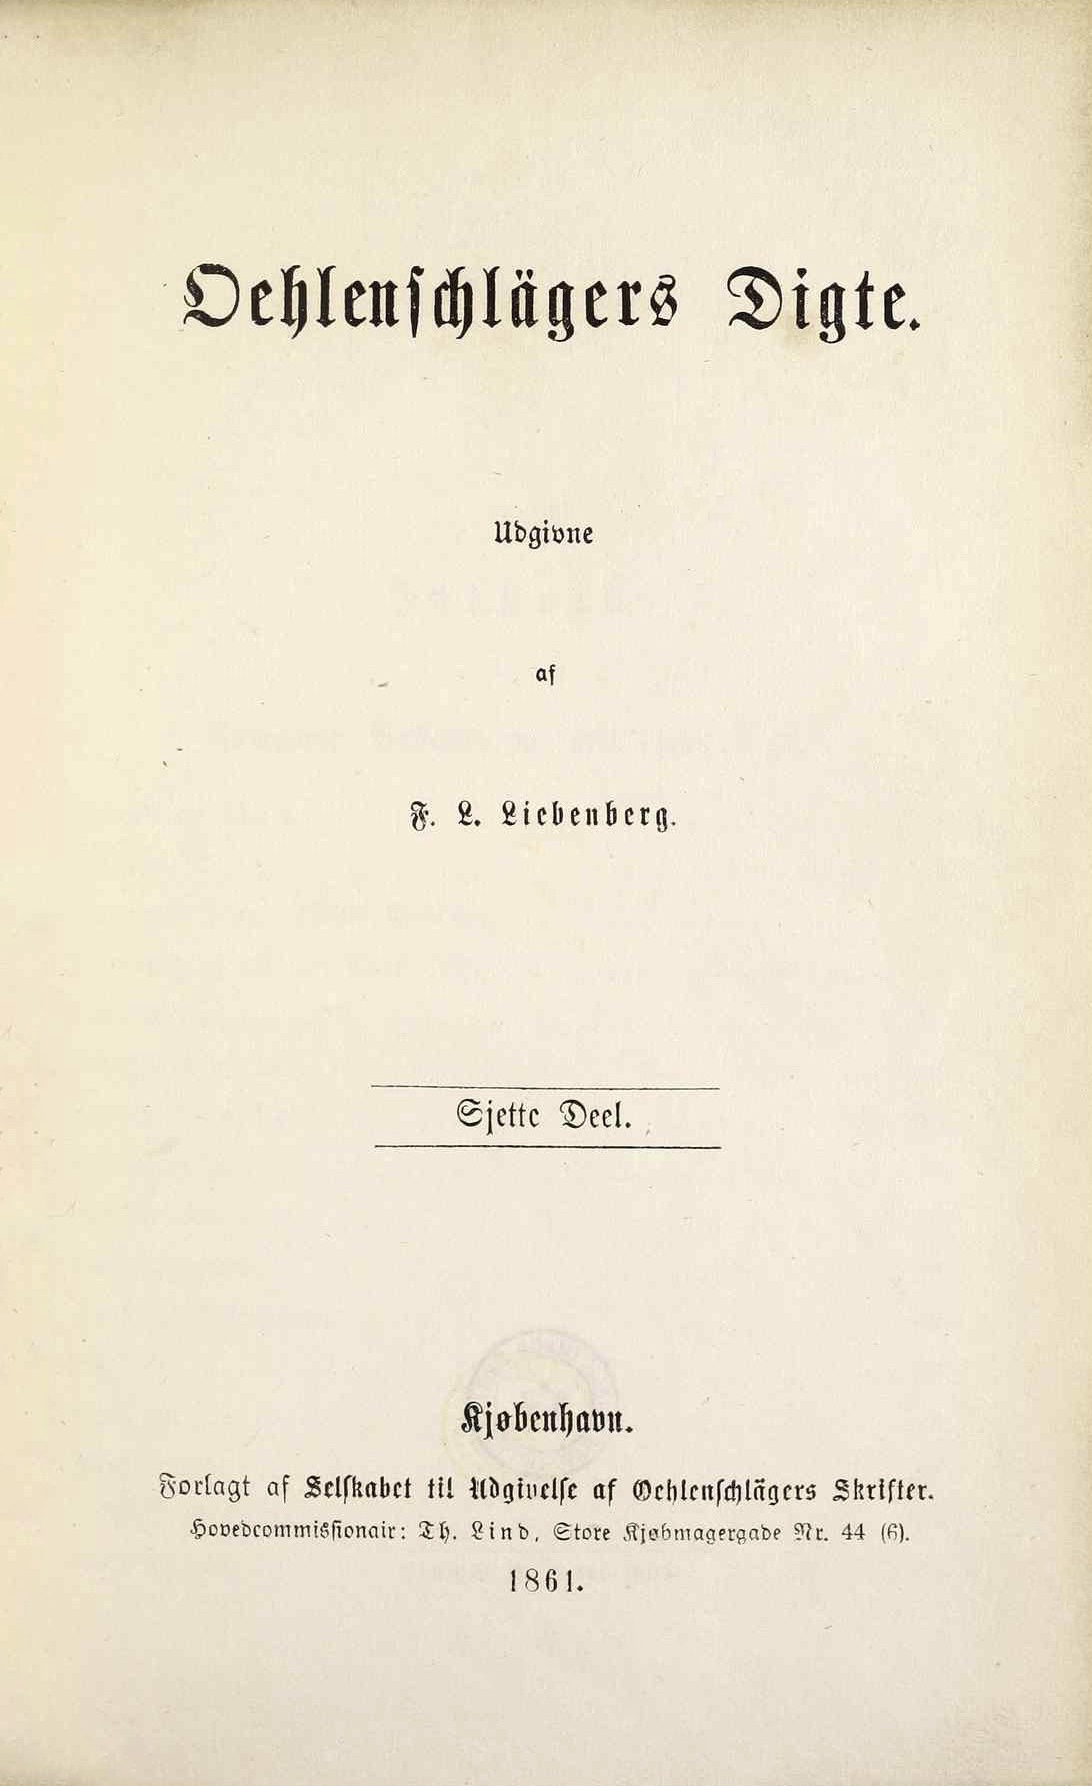 Oehlenschlägers Digte.
Udgivne
af
F. L. Liebenberg.
Sjette Deel.
Kjøbenhavn.
Forlagt af Selskabet til Udgivelse af Oehlenschlägers Skrifter.
Hovedcommissionair: Th. Lind, Store Kjøbmagergade Nr. 44 (6).
1861.